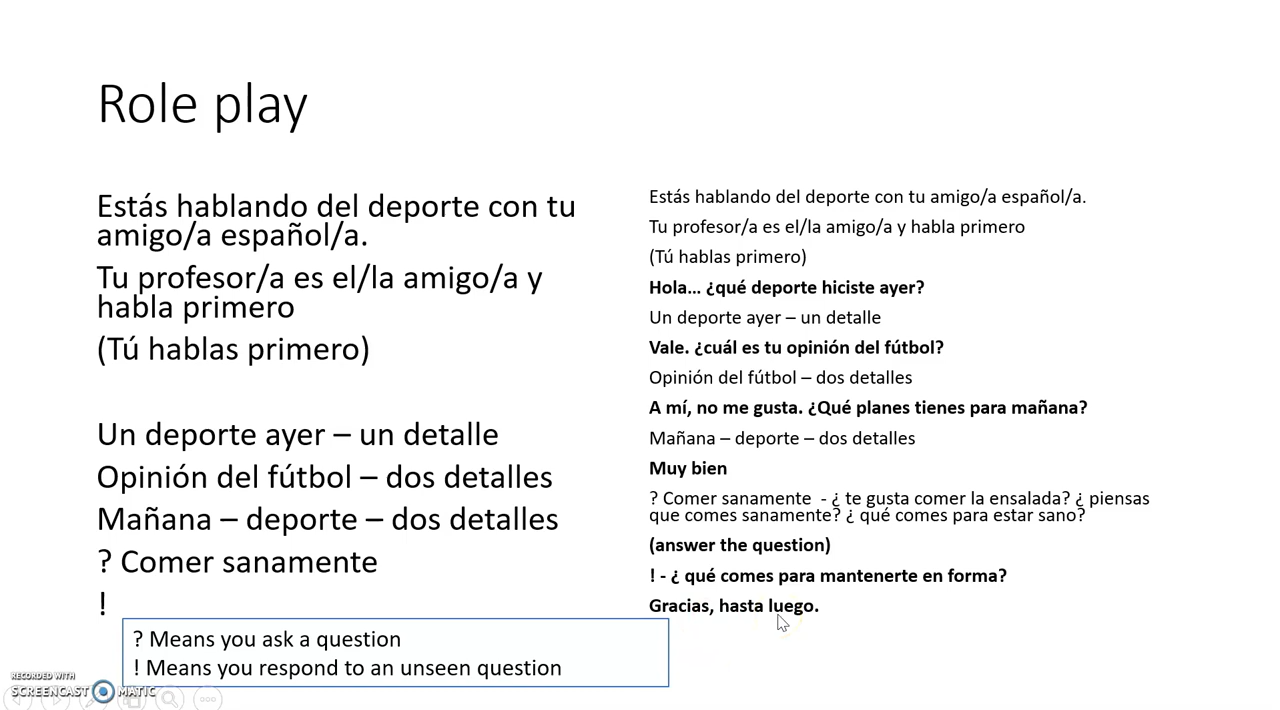 Role play
Estás hablando del deporte con tu
amigo/a español/a.
Tu profesor/a es el/la amigo/a y
habla primero
(Tú hablas primero)
Un deporte ayer – un detalle
Opinión del fútbol – dos detalles
Mañana – deporte – dos detalles
? Comer sanamente
!
? Means you ask a question
! Means you respond to an unseen question
Estás hablando del deporte con tu amigo/a español/a.
Tu profesor/a es el/la amigo/a y habla primero
(Tú hablas primero)
Hola... ¿qué deporte hiciste ayer?
Un deporte ayer – un detalle
Vale. ¿cuál es tu opinión del fútbol?
Opinión del fútbol – dos detalles
A mí, no me gusta. ¿Qué planes tienes para mañana?
Mañana – deporte – dos detalles
Muy bien
? Comer sanamente  - ¿ te gusta comer la ensalada? ¿ piensas
que comes sanamente? ¿ qué comes para estar sano?
(answer the question)
! - ¿ qué comes para mantenerte en forma?
Gracias, hasta luego.
RECORDED WITH
SCREENCAST MATIC